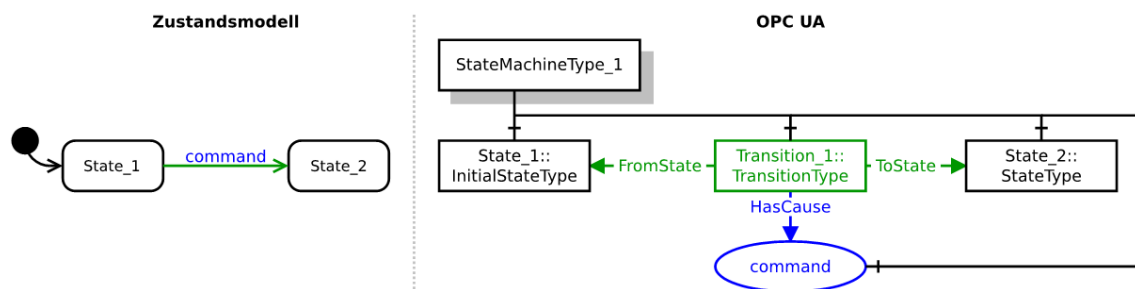 Zustandsmodell
OPC UA
StateMachineType_1
State_1
command
State_2
State_1::
InitialStateType
FromState
Transition_1::
TransitionType
ToState
State_2::
StateType
HasCause
command